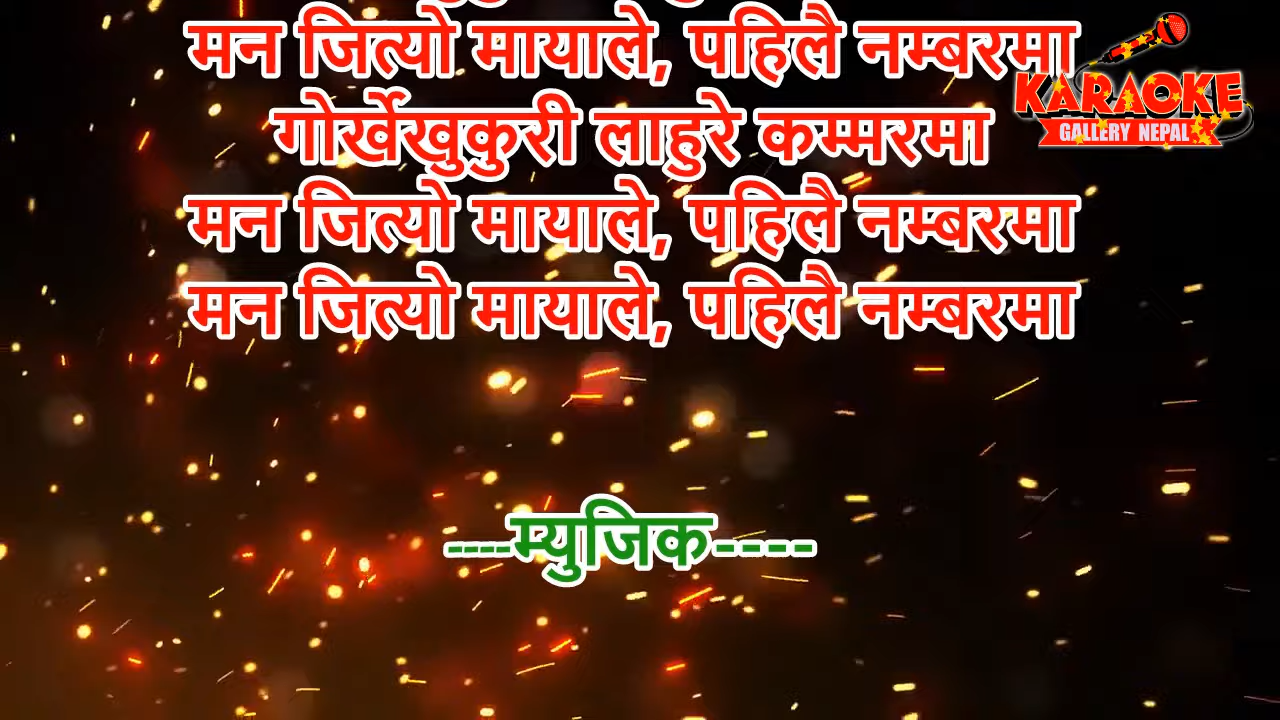 मन जित्यो मायाले, पहिलै नम्बरमा
गोर्खेखुकुरी लाहुरे कम्मरमा
मन जित्यो मायाले, पहिलै नम्बरमा
मन जित्यो मायाले, पहिलै नम्बरमा
----म्युजिक----
KARAOKE
GALLERY NEPAL